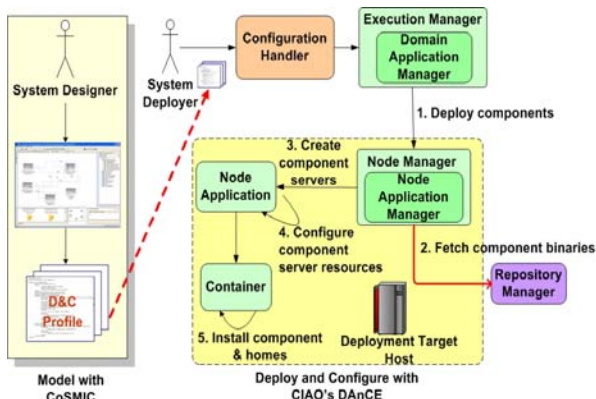 System Designer
D&C
Profile
Model with
CoSMIC
System
Deployer
Configuration
Handler
Execution Manager
Domain
Application
Manager
1. Deploy components
3. Create
component
servers
Node
Application
Node Manager
Node
Application
Manager
4. Configure
component
server resources
2. Fetch component binaries
Repository
Manager
Container
5. Install component
& homes
Deployment Target
Host
Deploy and Configure with
CIAO's DAnCE